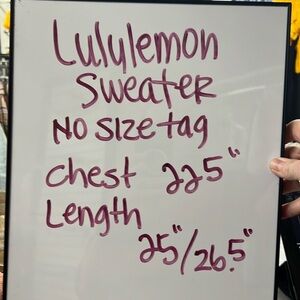 Lululemon
Sweater
No Size tag
Chest 22.5"
Length
25"/26.5"